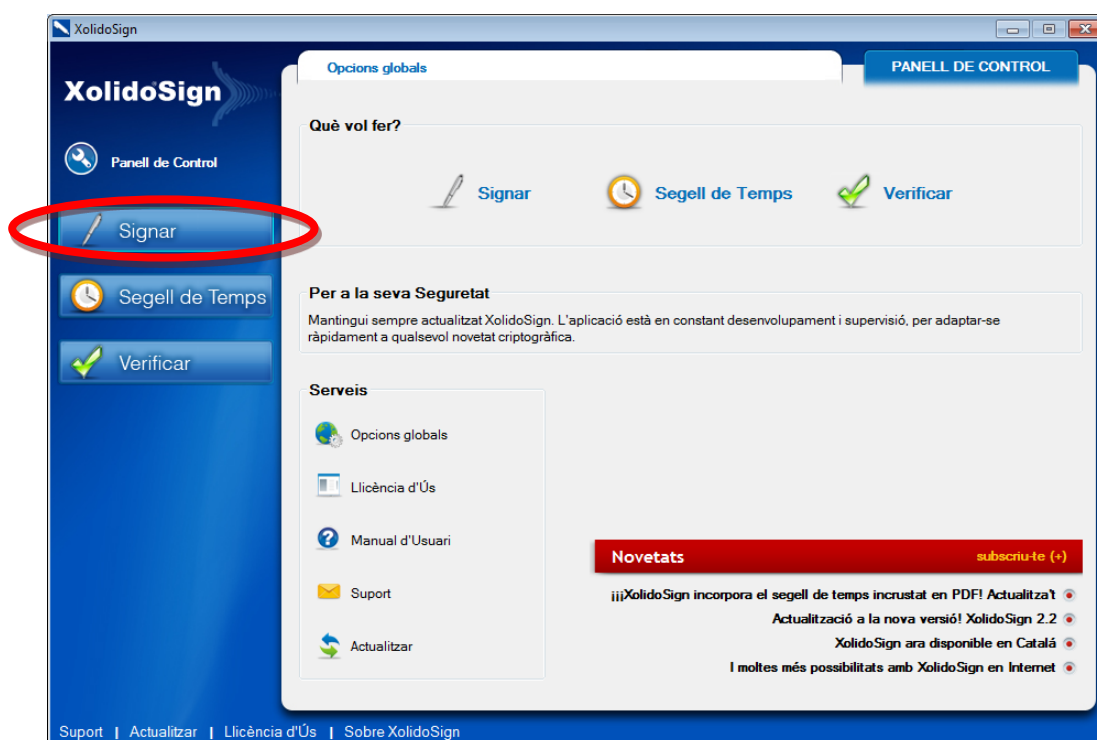 XolidoSign
XolidoSign
Panell de Control
Signar
Segell de Temps
Verificar
Opcions globals
PANELL DE CONTROL
Què vol fer?
Signar
Segell de Temps
Verificar
Per a la seva Seguretat
Mantingui sempre actualitzat XolidoSign. L'aplicació està en constant desenvolupament i supervisió, per adaptar-se
ràpidament a qualsevol novetat criptogràfica.
Serveis
Opcions globals
Llicència d'Ús
Manual d'Usuari
Suport
Actualitzar
Novetats
subscriu-te (+)
¡¡¡XolidoSign incorpora el segell de temps incrustat en PDF! Actualitza't
Actualització a la nova versió! XolidoSign 2.2
XolidoSign ara disponible en Catalá
I moltes més possibilitats amb XolidoSign en Internet
Suport | Actualitzar | Llicència d'Ús | Sobre XolidoSign